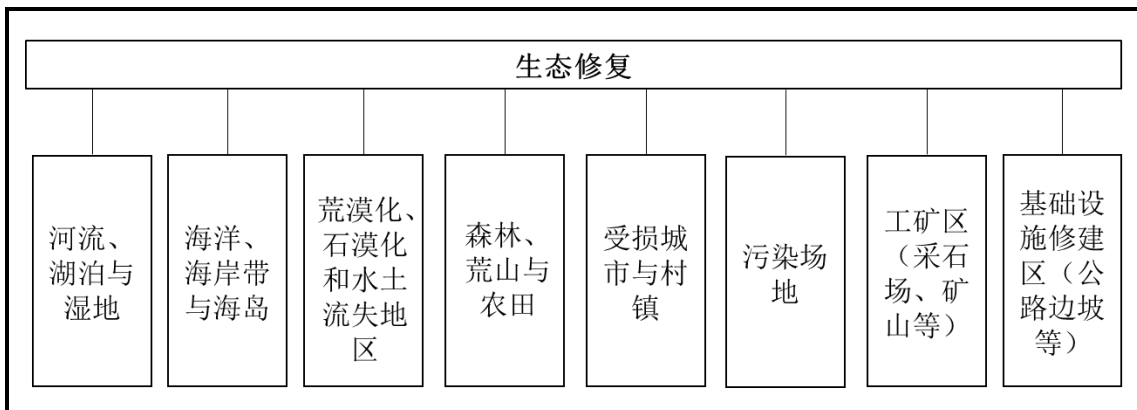 生态修复
河流、
湖泊与
湿地
海洋、
海岸带
与海岛
荒漠化、
石漠化
和水土
流失地
区
森林、
荒山与
农田
受损城
市与村
镇
污染场
地
工矿区
（采石
场、矿
山等）
基础设
施修建
区（公
路边坡
等）